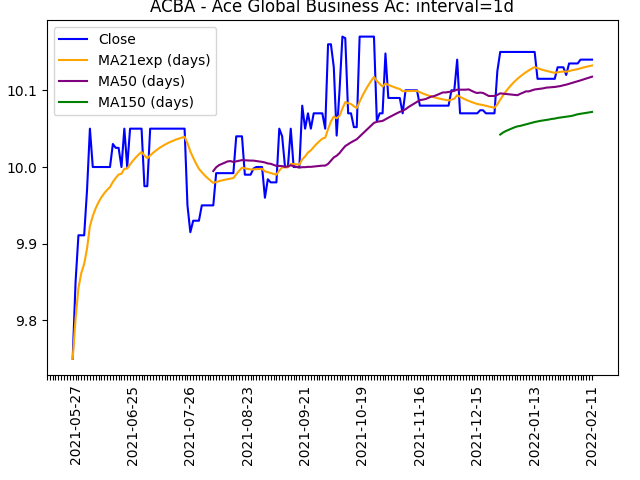 ACBA - Ace Global Business Ac: interval=1d
Close
MA21exp (days)
MA50 (days)
MA150 (days)
10.1
10.0
9.9
9.8
2021-05-27
2021-06-25
2021-07-26
2021-08-23
2021-09-21
2021-10-19
2021-11-16
2021-12-15
2022-01-13
2022-02-11